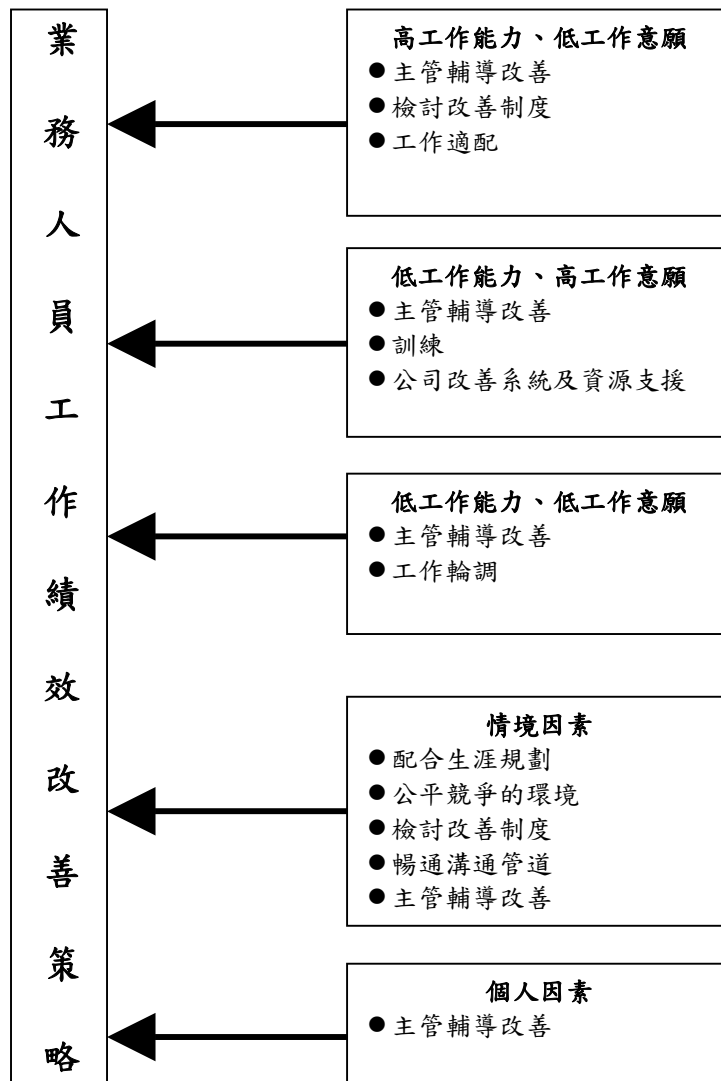 業務人員工作績效改善策略
高工作能力、低工作意願
●主管輔導改善
●檢討改善制度
●工作適配
低工作能力、高工作意願
●主管輔導改善
●訓練
●公司改善系統及資源支援
低工作能力、低工作意願
●主管輔導改善
●工作輪調
情境因素
●配合生涯規劃
●公平競爭的環境
●檢討改善制度
●暢通溝通管道
●主管輔導改善
個人因素
●主管輔導改善